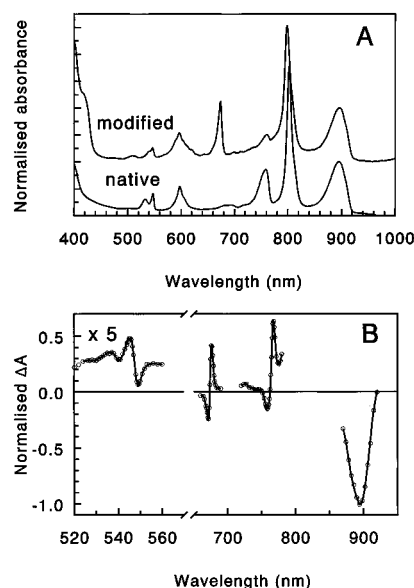 A
Normalised absorbance
modified
native
400 500 600 700 800 900 1000
Wavelength (nm)
x 5
B
Normalised ΔA
0.5
0.0
-0.5
-1.0
520 540 560 700 800 900
Wavelength (nm)